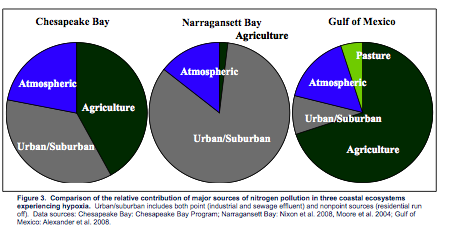 Chesapeake Bay
Narragansett Bay
Gulf of Mexico
Atmospheric
Agriculture
Urban/Suburban
Agriculture
Atmospheric
Urban/Suburban
Pasture
Atmospheric
Urban/Suburban
Agriculture
Figure 3.  Comparison of the relative contribution of major sources of nitrogen pollution in three coastal ecosystems
experiencing hypoxia.  Urban/suburban includes both point (industrial and sewage effluent) and nonpoint sources (residential run
off).  Data sources: Chesapeake Bay: Chesapeake Bay Program; Narragansett Bay: Nixon et al. 2008, Moore et al. 2004; Gulf of
Mexico: Alexander et al. 2008.